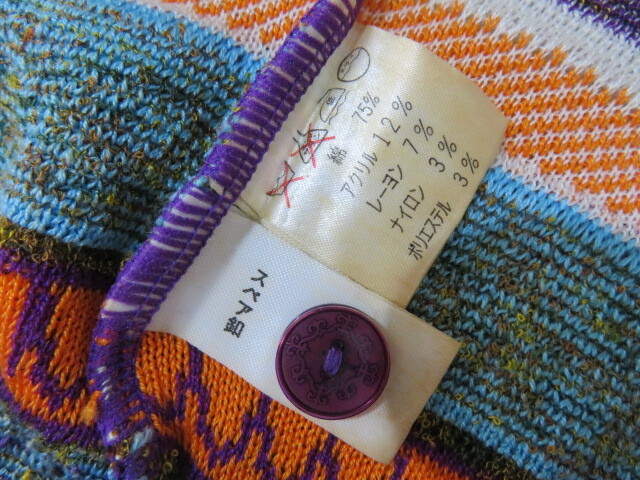 綿 75%
アクリル 12%
レーヨン 7%
ナイロン 3%
ポリエステル 3%
スペア釦